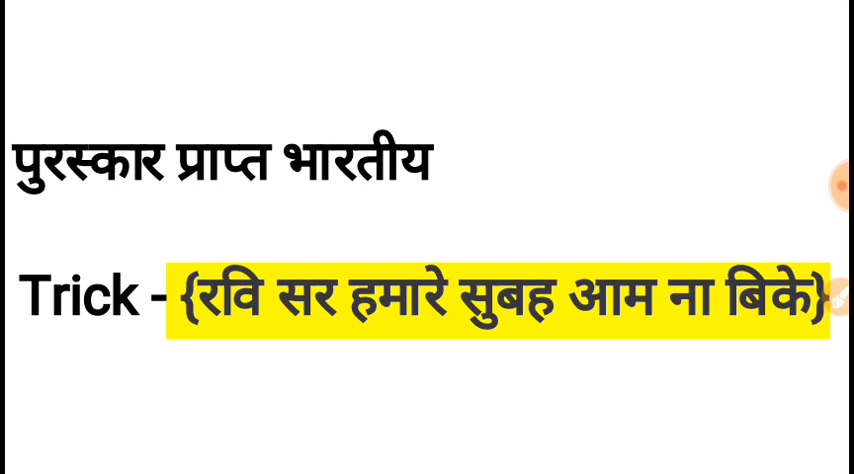 पुरस्कार प्राप्त भारतीय
Trick - {रवि सर हमारे सुबह आम ना बिके}